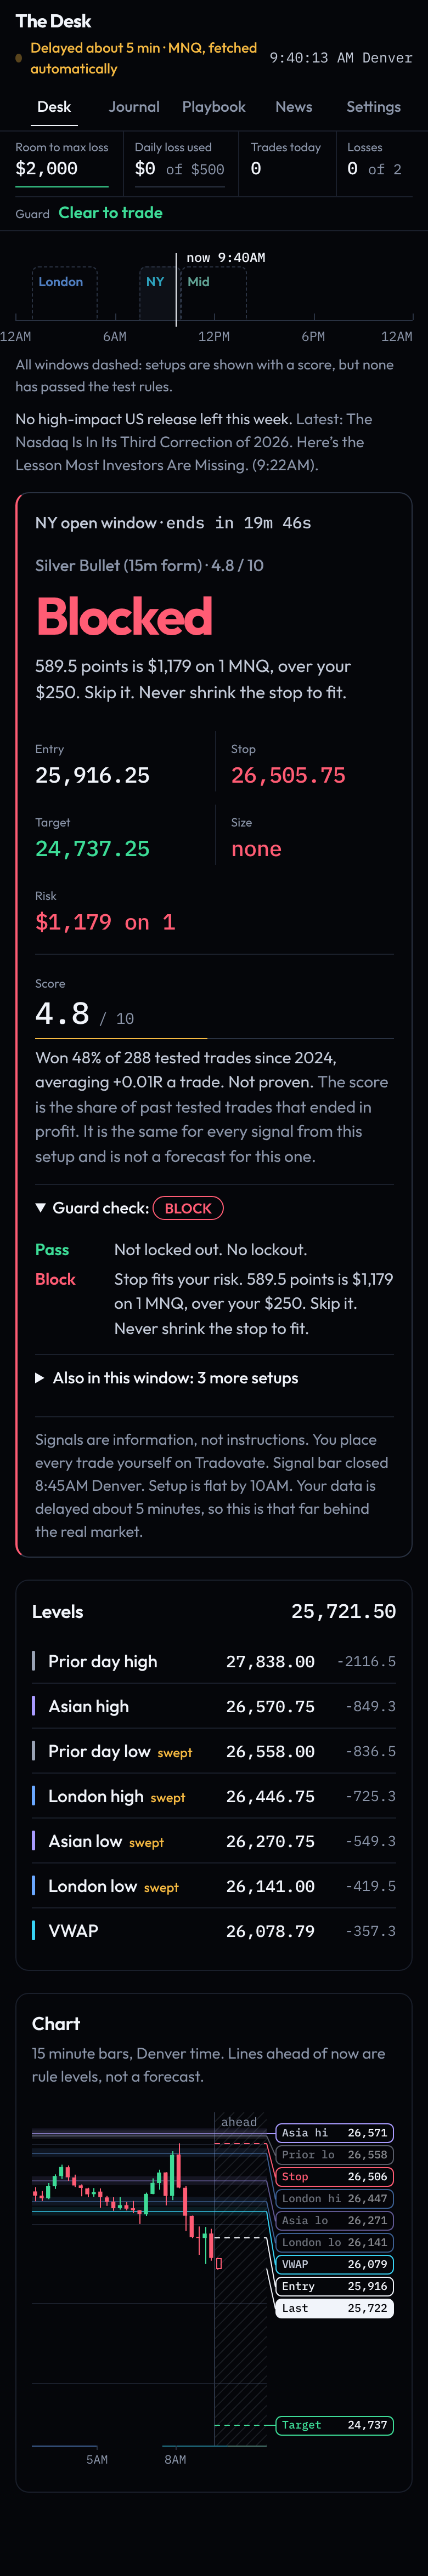 The Desk
Delayed about 5 min · MNQ, fetched
automatically
9:40:13 AM Denver
Desk
Journal
Playbook
News
Settings
Room to max loss
$2,000
Daily loss used
$0 of $500
Trades today
0
Losses
0 of 2
Guard Clear to trade
now 9:40AM
London
NY
Mid
12AM
6AM
12PM
6PM
12AM
All windows dashed: setups are shown with a score, but none
has passed the test rules.
No high-impact US release left this week. Latest: The
Nasdaq Is In Its Third Correction of 2026. Here's the
Lesson Most Investors Are Missing. (9:22AM).
NY open window · ends in 19m 46s
Silver Bullet (15m form) · 4.8 / 10
Blocked
589.5 points is $1,179 on 1 MNQ, over your
$250. Skip it. Never shrink the stop to fit.
Entry
25,916.25
Stop
26,505.75
Target
24,737.25
Size
none
Risk
$1,179 on 1
Score
4.8 / 10
Won 48% of 288 tested trades since 2024,
averaging +0.01R a trade. Not proven. The score
is the share of past tested trades that ended in
profit. It is the same for every signal from this
setup and is not a forecast for this one.
▼ Guard check: BLOCK
Pass
Not locked out. No lockout.
Block
Stop fits your risk. 589.5 points is $1,179
on 1 MNQ, over your $250. Skip it.
Never shrink the stop to fit.
▶ Also in this window: 3 more setups
Signals are information, not instructions. You place
every trade yourself on Tradovate. Signal bar closed
8:45AM Denver. Setup is flat by 10AM. Your data is
delayed about 5 minutes, so this is that far behind
the real market.
Levels 25,721.50
Prior day high 27,838.00 -2116.5
Asian high 26,570.75 -849.3
Prior day low swept 26,558.00 -836.5
London high swept 26,446.75 -725.3
Asian low swept 26,270.75 -549.3
London low swept 26,141.00 -419.5
VWAP 26,078.79 -357.3
Chart
15 minute bars, Denver time. Lines ahead of now are
rule levels, not a forecast.
ahead
Asia hi 26,571
Prior lo 26,558
Stop 26,506
London hi 26,447
Asia lo 26,271
London lo 26,141
VWAP 26,079
Entry 25,916
Last 25,722
Target 24,737
5AM
8AM